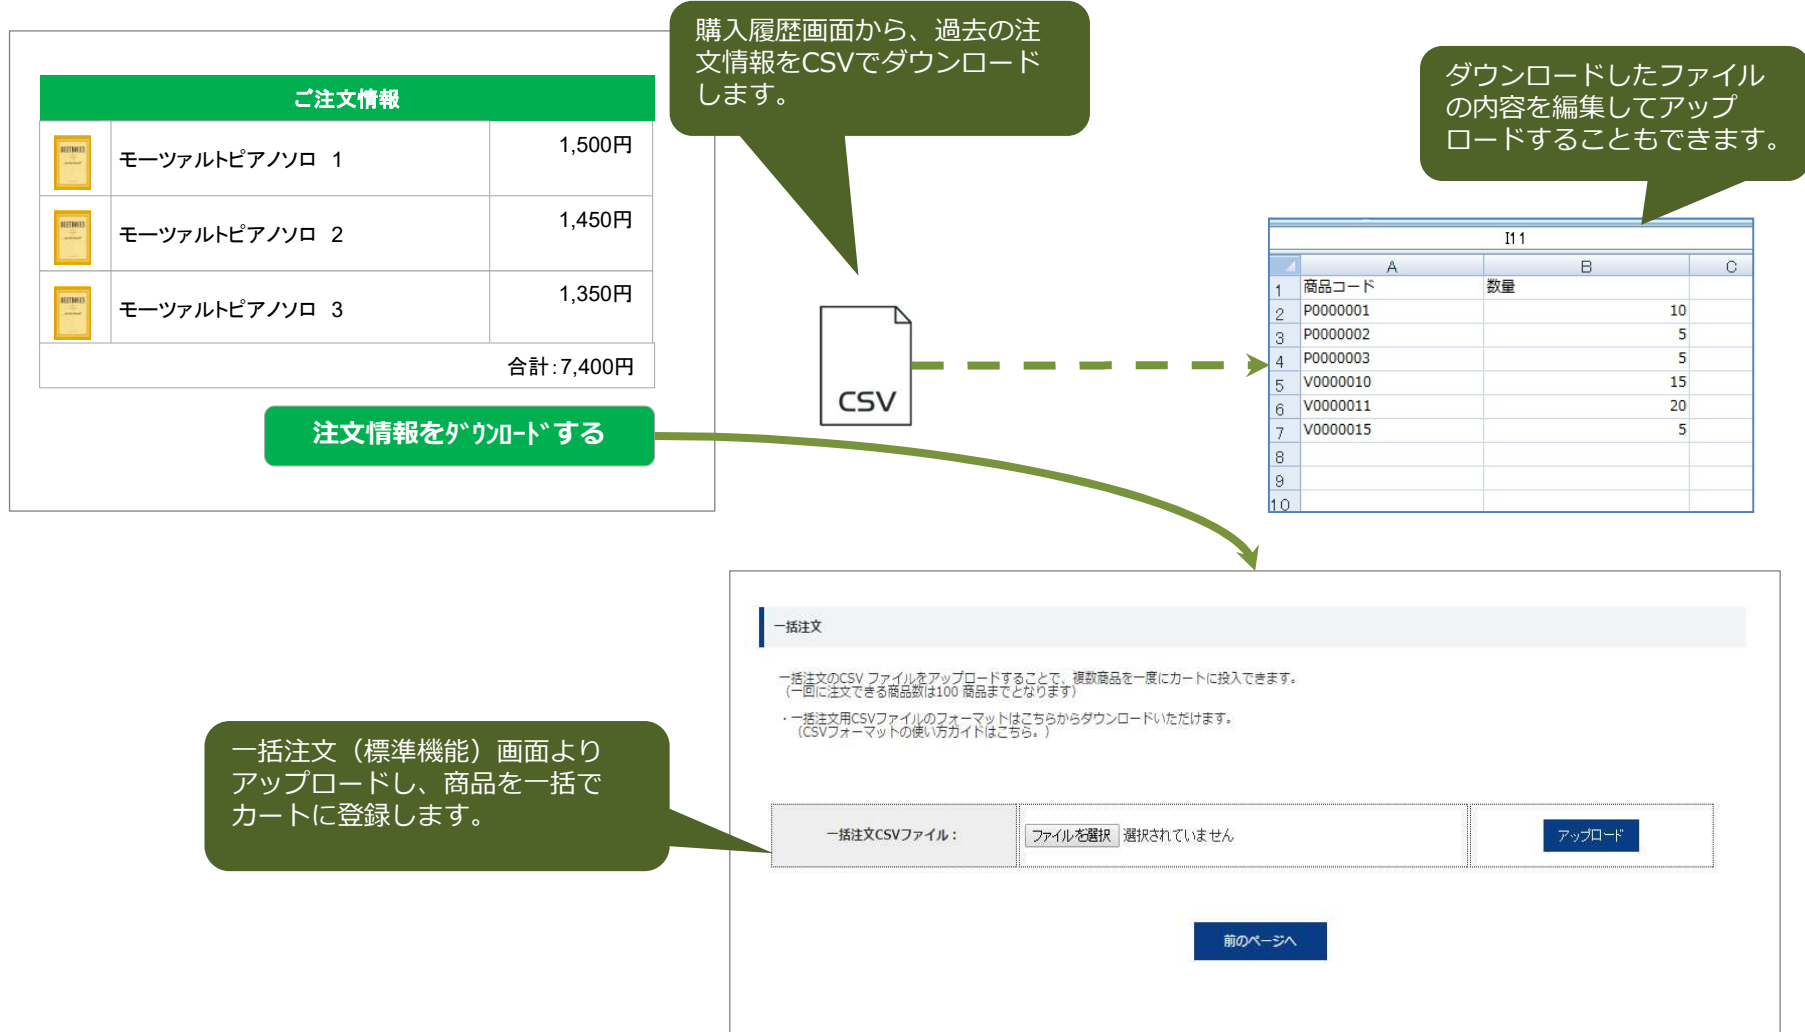 購入履歴画面から、過去の注
文情報をCSVでダウンロード
します。
ダウンロードしたファイル
の内容を編集してアップ
ロードすることもできます。
ご注文情報
モーツァルトピアノソロ 1
1,500円
モーツァルトピアノソロ 2
1,450円
モーツァルトピアノソロ 3
1,350円
合計:7,400円
注文情報をﾀﾞｳﾝﾛｰﾄﾞする
CSV
I11
A B C
1 商品コード 数量
2 P0000001 10
3 P0000002 5
4 P0000003 5
5 V0000010 15
6 V0000011 20
7 V0000015 5
8
9
10
一括注文
一括注文のCSV ファイルをアップロードすることで、複数商品を一度にカートに投入できます。
(一回に注文できる商品数は100 商品までとなります)
・一括注文用CSVファイルのフォーマットはこちらからダウンロードいただけます。
(CSVフォーマットの使い方ガイドはこちら。)
一括注文(標準機能)画面より
アップロードし、商品を一括で
カートに登録します。
一括注文CSVファイル:
ファイルを選択 選択されていません
アップロード
前のページへ